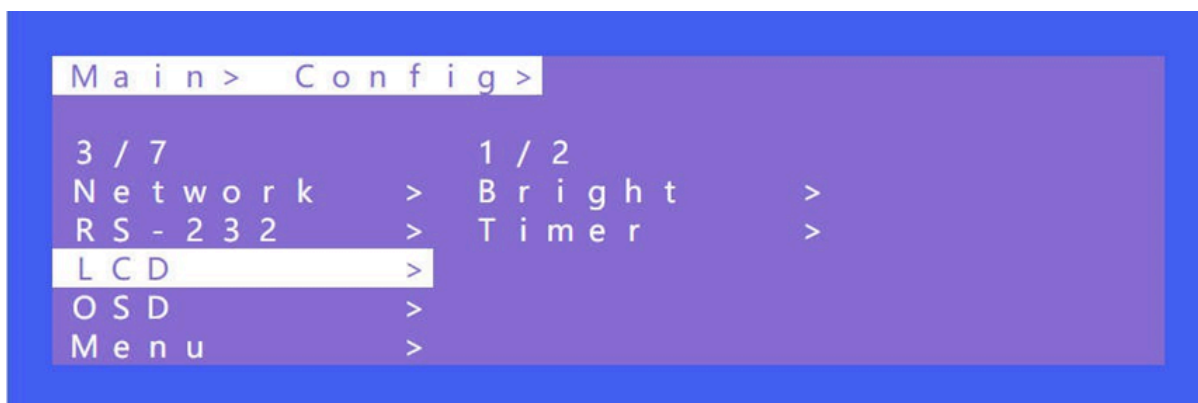 Main> Config>
3/7 1/2
Network > Bright >
RS-232 > Timer >
LCD >
OSD >
Menu >